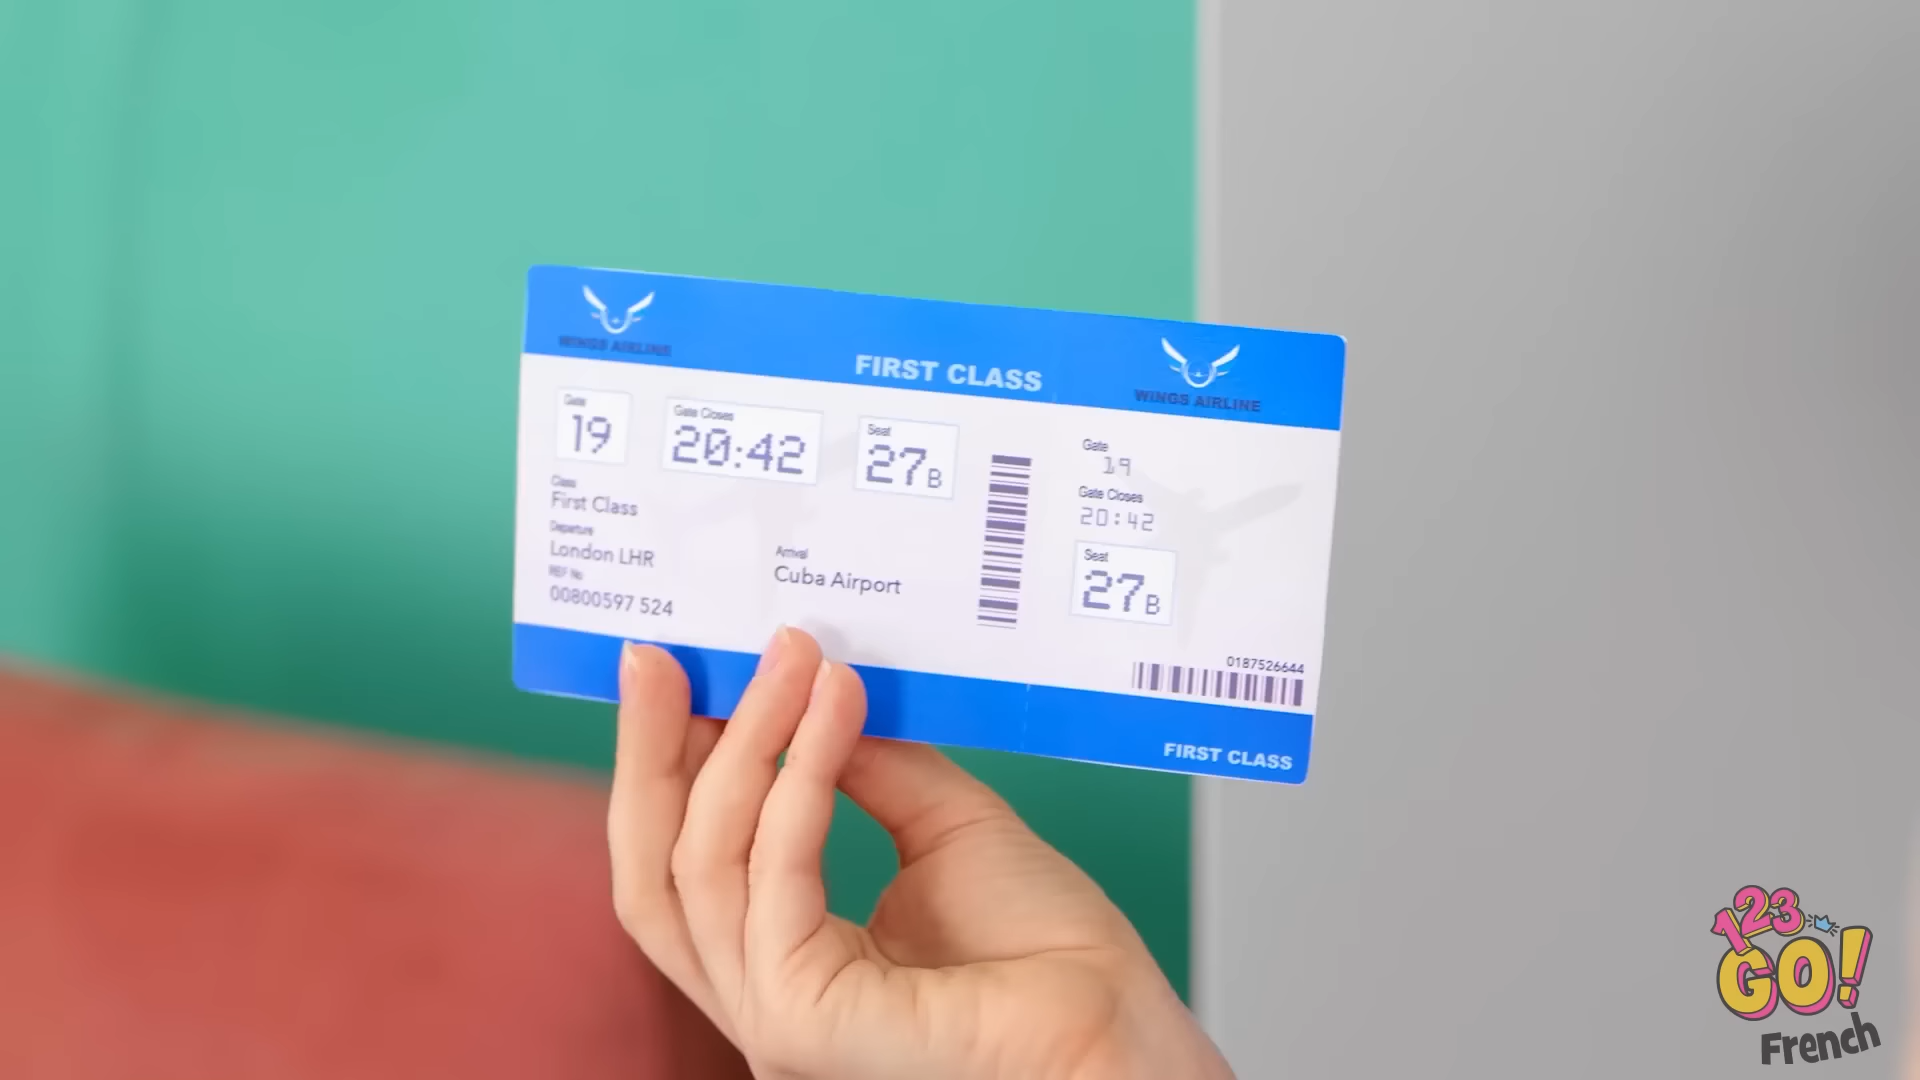 WINGS AIRLINE
FIRST CLASS
WINGS AIRLINE
Gate
19
Gate Closes
20:42
Seat
27B
Class
First Class
Departure
London LHR
REF No
00800597 524
Arrival
Cuba Airport
Gate
19
Gate Closes
20:42
Seat
27B
0187526644
FIRST CLASS
123
GO!
French